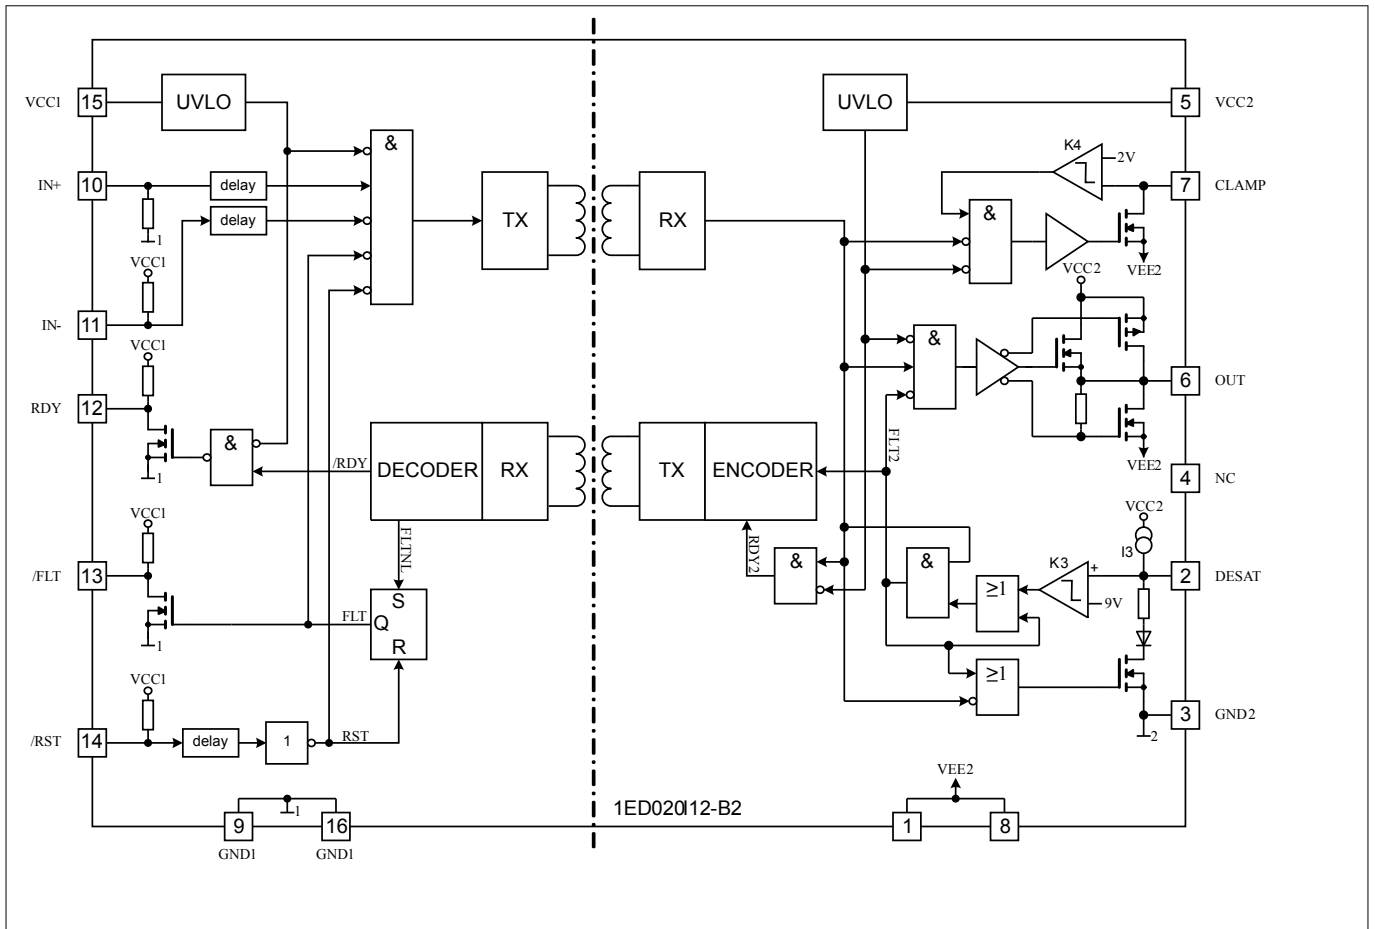 VCC1
15
UVLO
UVLO
5
VCC2
&
K4
2V
IN+
10
delay
7
CLAMP
delay
TX
RX
&
1
VCC1
VEE2
VCC2
IN-
11
VCC1
&
6
OUT
RDY
12
&
/RDY
DECODER
RX
TX
ENCODER
FLT2
VEE2
4
NC
1
VCC1
VCC2
FLTNL
RDY2
I3
&
&
≥1
K3
+
9V
2
DESAT
/FLT
13
S
FLT
Q
R
1
VCC1
≥1
/RST
14
delay
1
RST
3
GND2
2
VEE2
1
1ED020I12-B2
9
16
1
8
GND1
GND1